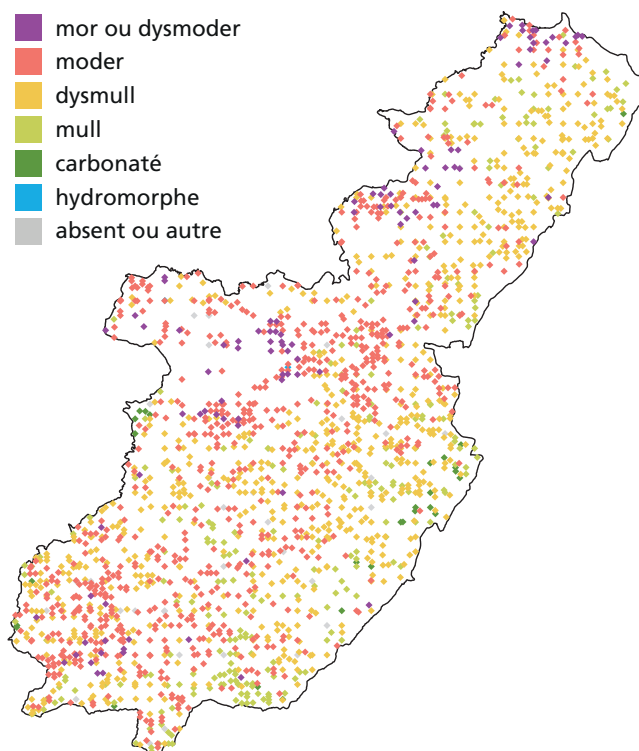 mor ou dysmoder
moder
dysmull
mull
carbonaté
hydromorphe
absent ou autre